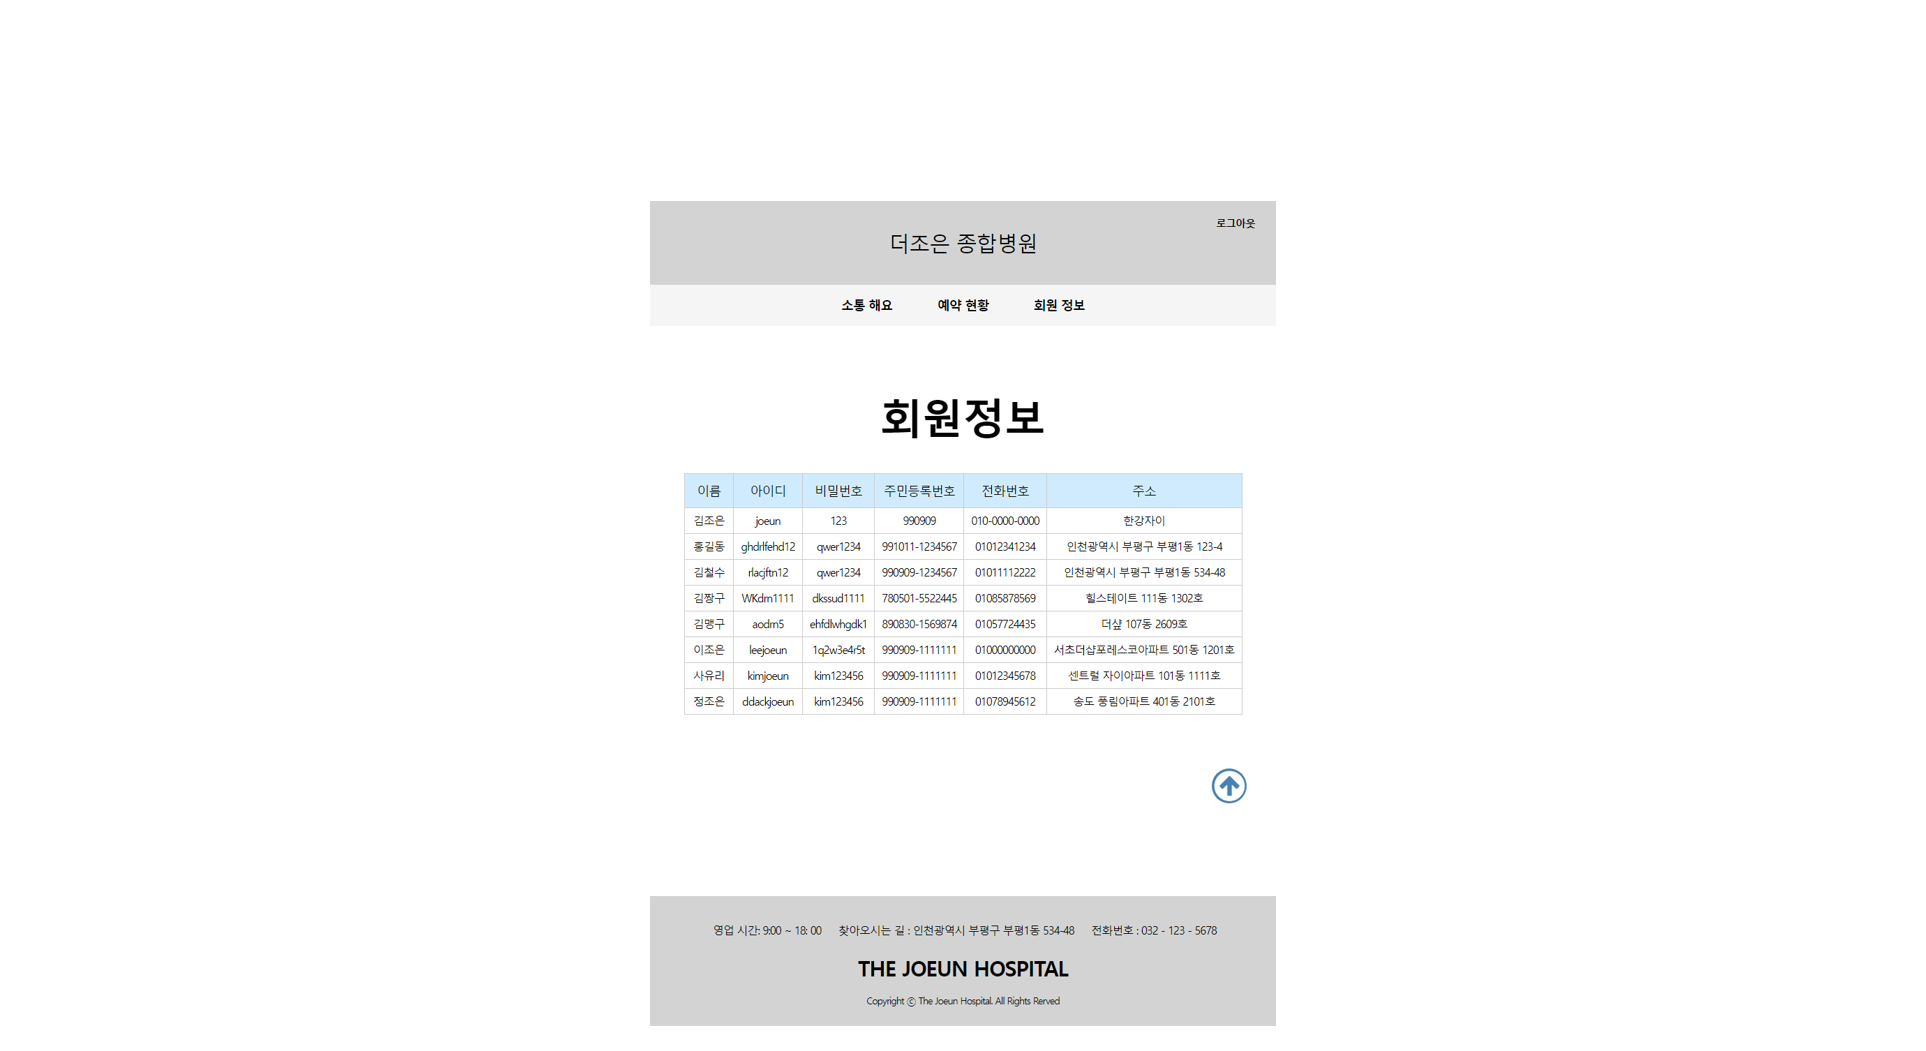 로그아웃
더조은 종합병원
소통 해요 예약 현황 회원 정보
회원정보
이름 아이디 비밀번호 주민등록번호 전화번호 주소
김조은 joeun 123 990909 010-0000-0000 한강자이
홍길동 ghdrlfehd12 qwer1234 991011-1234567 01012341234 인천광역시 부평구 부평1동 123-4
김철수 rlacjftn12 qwer1234 990909-1234567 01011112222 인천광역시 부평구 부평1동 534-48
김짱구 WKdm1111 dkssud1111 780501-5522445 01085878569 힐스테이트 111동 1302호
김맹구 aodm5 ehfdlwhgdk1 890830-1569874 01057724435 더샾 107동 2609호
이조은 leejoeun 1q2w3e4r5t 990909-1111111 01000000000 서초더샵포레스코아파트 501동 1201호
사유리 kimjoeun kim123456 990909-1111111 01012345678 센트럴 자이아파트 101동 1111호
정조은 ddackjoeun kim123456 990909-1111111 01078945612 송도 풍림아파트 401동 2101호
영업 시간: 9:00 ~ 18: 00 찾아오시는 길 : 인천광역시 부평구 부평1동 534-48 전화번호 : 032 - 123 - 5678
THE JOEUN HOSPITAL
Copyright ⓒ The Joeun Hospital. All Rights Rerved